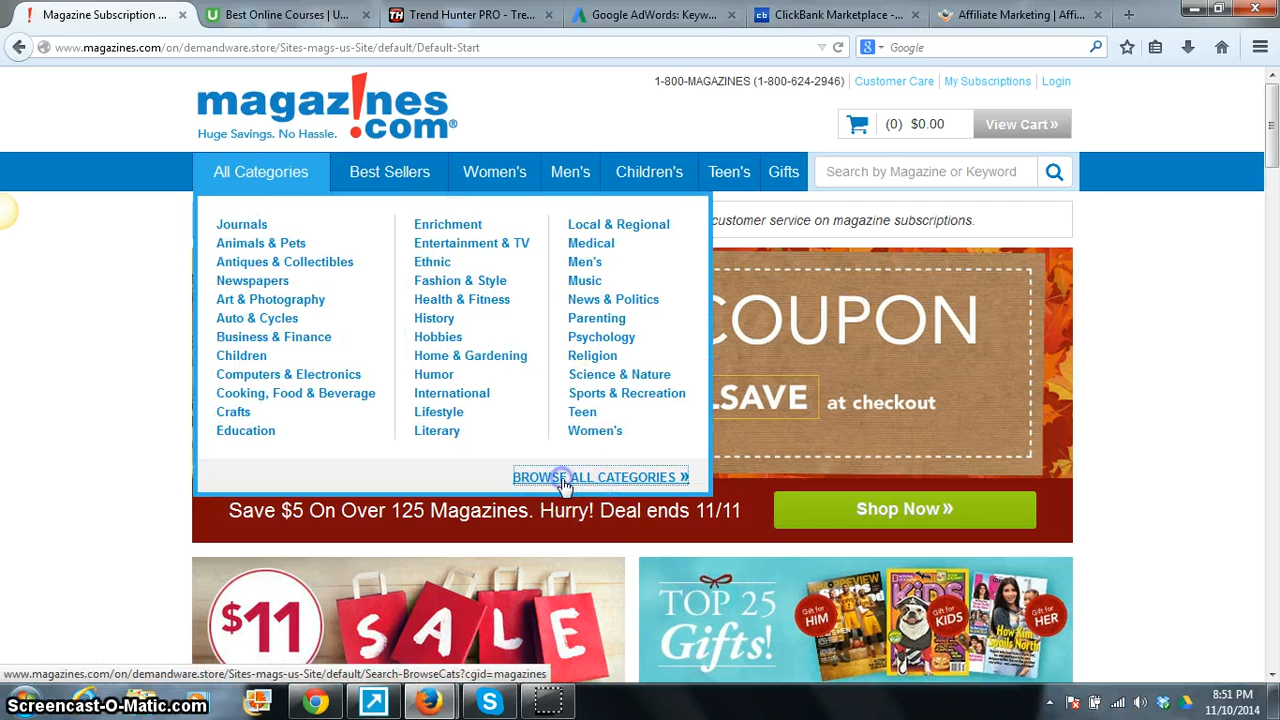 Magazine Subscription ...
Best Online Courses | U...
Trend Hunter PRO - Tre...
Google AdWords: Keyw...
ClickBank Marketplace -...
Affiliate Marketing | Affi...
www.magazines.com/on/demandware.store/Sites-mags-us-Site/default/Default-Start
Google
1-800-MAGAZINES (1-800-624-2946)
Customer Care
My Subscriptions
Login
magaz!nes
.com®
Huge Savings. No Hassle.
(0) $0.00
View Cart »
All Categories
Best Sellers
Women's
Men's
Children's
Teen's
Gifts
Search by Magazine or Keyword
customer service on magazine subscriptions.
Journals
Animals & Pets
Antiques & Collectibles
Newspapers
Art & Photography
Auto & Cycles
Business & Finance
Children
Computers & Electronics
Cooking, Food & Beverage
Crafts
Education
Enrichment
Entertainment & TV
Ethnic
Fashion & Style
Health & Fitness
History
Hobbies
Home & Gardening
Humor
International
Lifestyle
Literary
Local & Regional
Medical
Men's
Music
News & Politics
Parenting
Psychology
Religion
Science & Nature
Sports & Recreation
Teen
Women's
BROWSE ALL CATEGORIES »
COUPON
LSAVE at checkout
Save $5 On Over 125 Magazines. Hurry! Deal ends 11/11
Shop Now »
$11
SALE
TOP 25
Gifts!
Gift for HIM
KIDS
Gift for KIDS
Gift for HER
www.magazines.com/on/demandware.store/Sites-mags-us-Site/default/Search-BrowseCats?cgid=magazines
Screencast-O-Matic.com
8:51 PM
11/10/2014